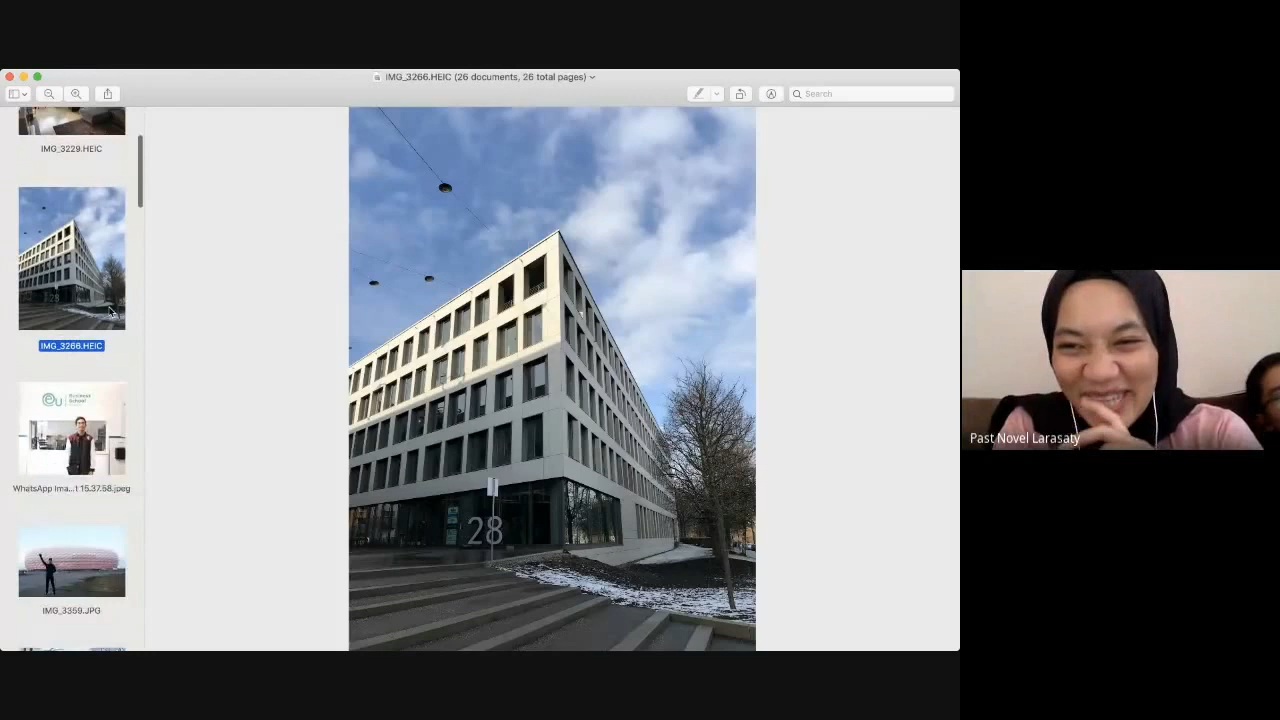 IMG_3266.HEIC (26 documents, 26 total pages)
Search
IMG_3229.HEIC
IMG_3266.HEIC
eu Business School
WhatsApp Ima...t 15.37.58.jpeg
IMG_3359.JPG
28
Past Novel Larasaty